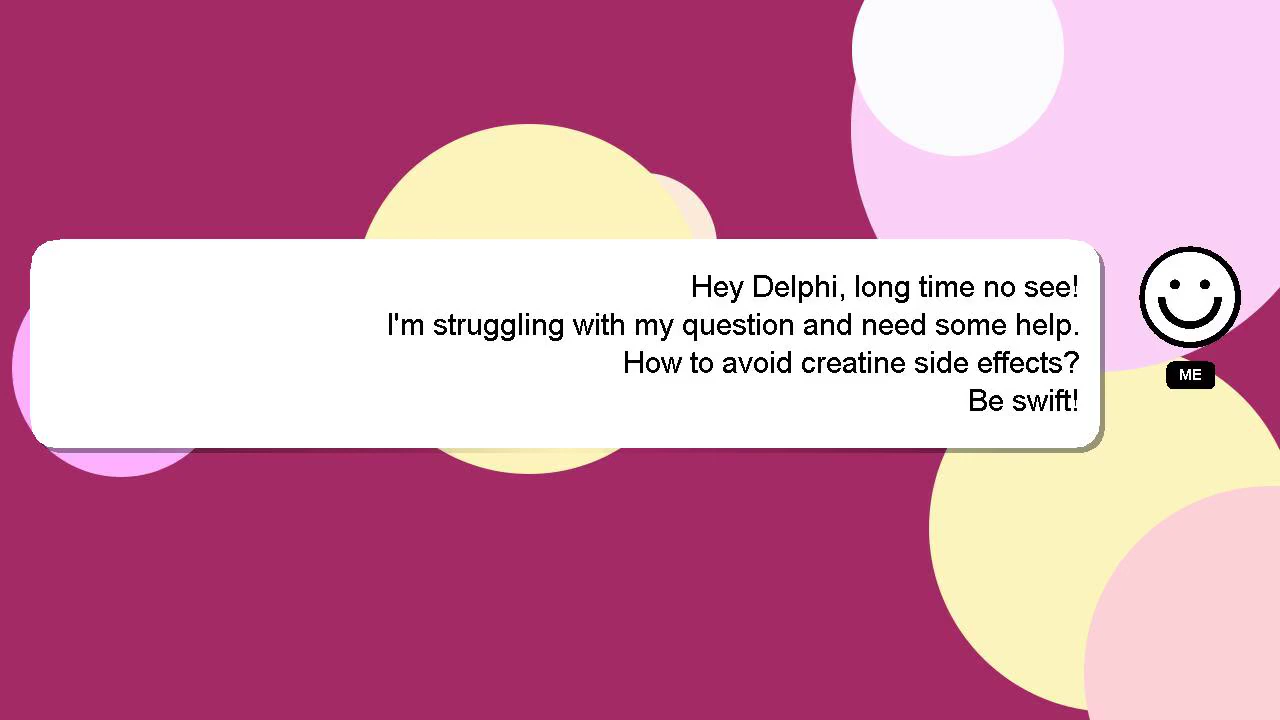 Hey Delphi, long time no see!
I'm struggling with my question and need some help.
How to avoid creatine side effects?
Be swift!
ME